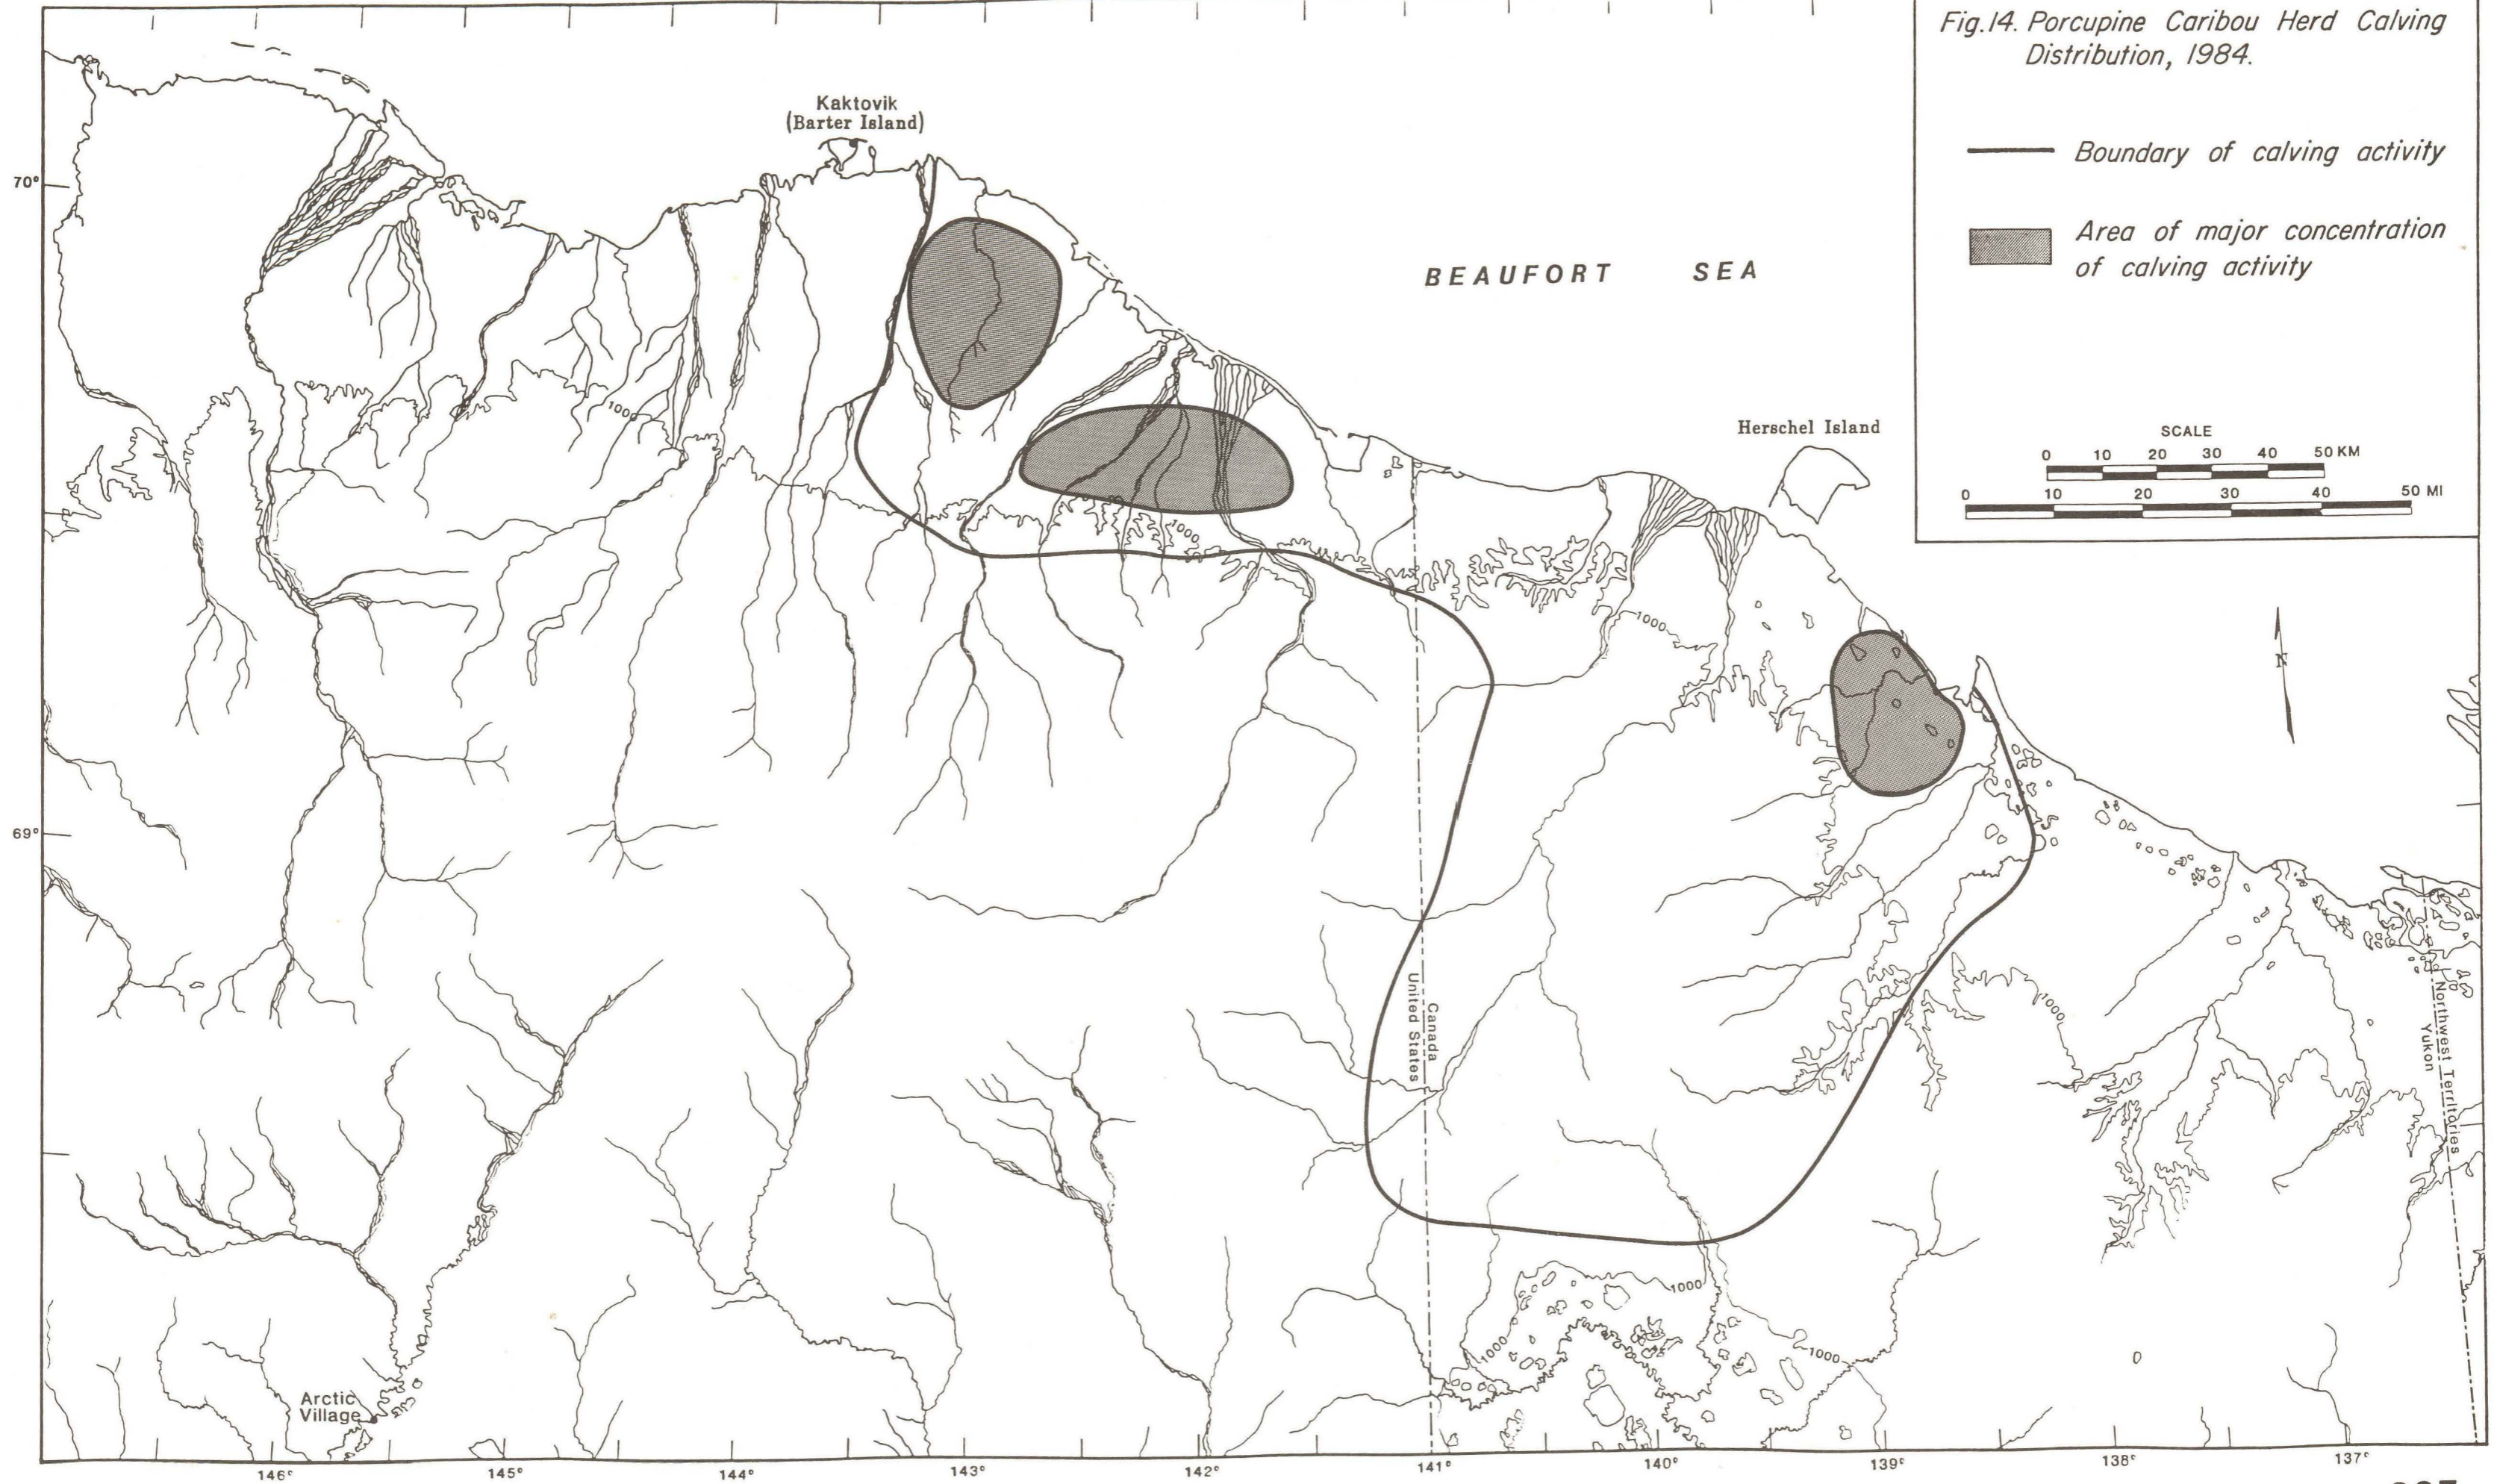 Fig.14. Porcupine Caribou Herd Calving
Distribution, 1984.
Boundary of calving activity
Area of major concentration
of calving activity
SCALE
0 10 20 30 40 50 KM
0 10 20 30 40 50 MI
Kaktovik
(Barter Island)
70°
BEAUFORT SEA
1000
Herschel Island
1000
1000
N
69°
Canada
United States
1000
Northwest Territories
Yukon
1000
1000
1000
Arctic
Village
146° 145° 144° 143° 142° 141° 140° 139° 138° 137°